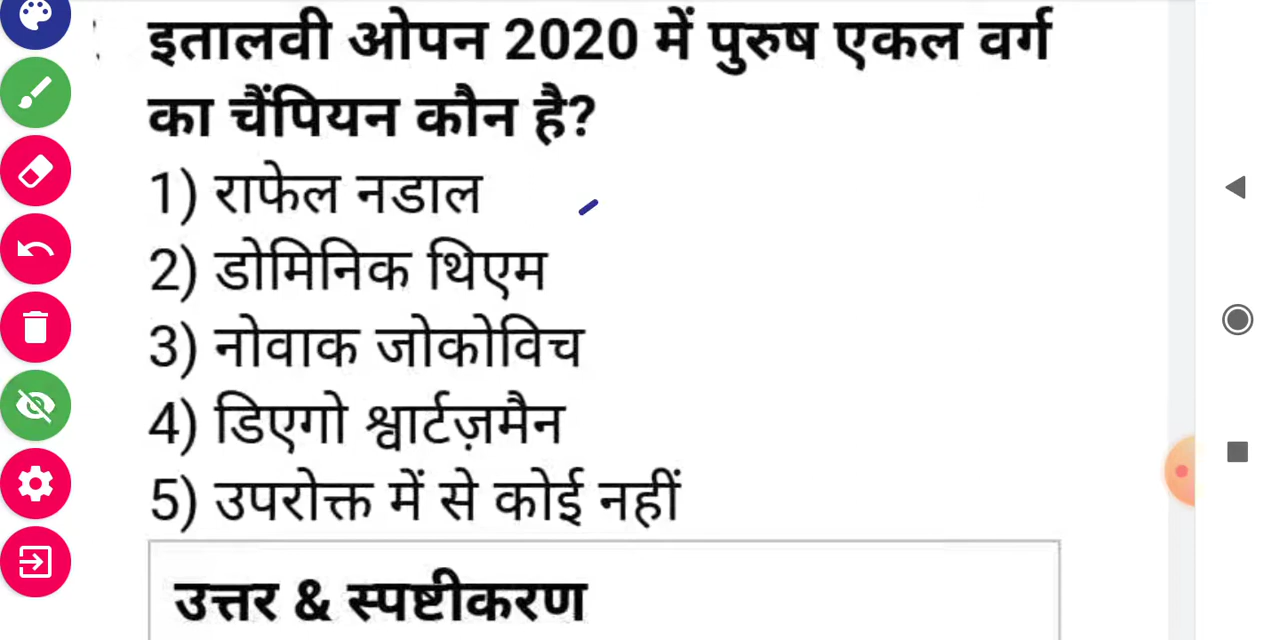 इतालवी ओपन 2020 में पुरुष एकल वर्ग
का चैंपियन कौन है?
1) राफेल नडाल
2) डोमिनिक थिएम
3) नोवाक जोकोविच
4) डिएगो श्वार्टज़मैन
5) उपरोक्त में से कोई नहीं
उत्तर & स्पष्टीकरण